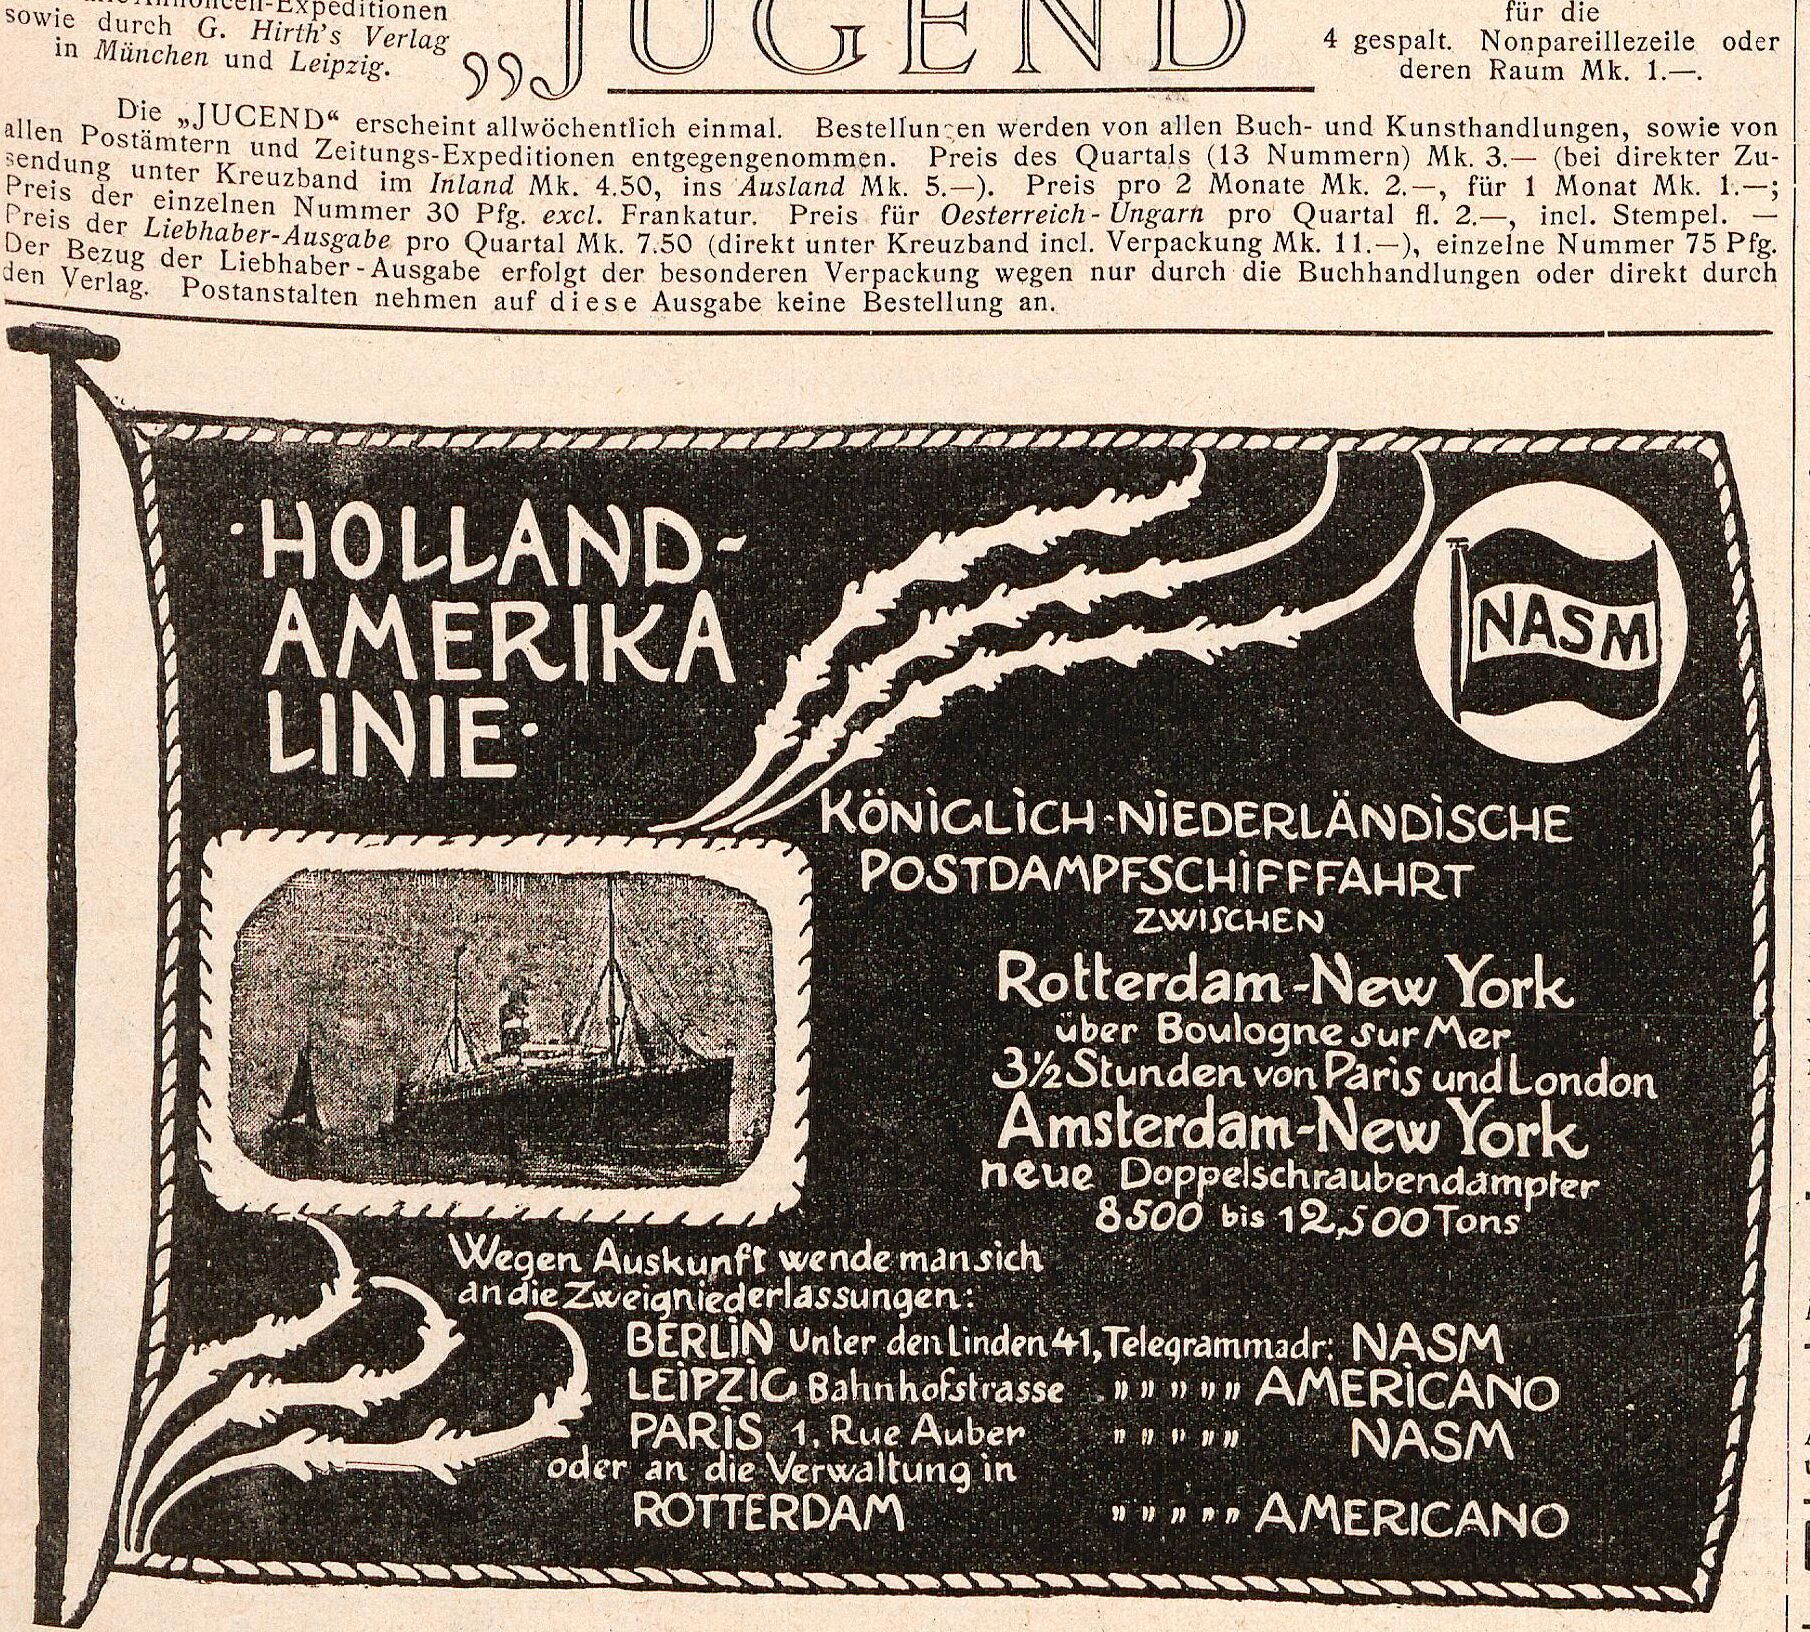 Annoncen-Expeditionen
sowie durch G. Hirth's Verlag
in München und Leipzig.
„JUGEND
für die
4 gespalt. Nonpareillezeile oder
deren Raum Mk. 1.—.
Die „JUGEND“ erscheint allwöchentlich einmal. Bestellungen werden von allen Buch- und Kunsthandlungen, sowie von
allen Postämtern und Zeitungs-Expeditionen entgegengenommen. Preis des Quartals (13 Nummern) Mk. 3.— (bei direkter Zu-
sendung unter Kreuzband im Inland Mk. 4.50, ins Ausland Mk. 5.—). Preis pro 2 Monate Mk. 2.—, für 1 Monat Mk. 1.—;
Preis der einzelnen Nummer 30 Pfg. excl. Frankatur. Preis für Oesterreich-Ungarn pro Quartal fl. 2.—, incl. Stempel. —
Preis der Liebhaber-Ausgabe pro Quartal Mk. 7.50 (direkt unter Kreuzband incl. Verpackung Mk. 11.—), einzelne Nummer 75 Pfg.
Der Bezug der Liebhaber-Ausgabe erfolgt der besonderen Verpackung wegen nur durch die Buchhandlungen oder direkt durch
den Verlag. Postanstalten nehmen auf diese Ausgabe keine Bestellung an.
·HOLLAND-
AMERIKA
LINIE·
NASM
KÖNIGLICH-NIEDERLÄNDISCHE
POSTDAMPFSCHIFFFAHRT
ZWISCHEN
Rotterdam-New York
über Boulogne sur Mer
3½ Stunden von Paris und London
Amsterdam-New York
neue Doppelschraubendampfer
8500 bis 12,500 Tons
Wegen Auskunft wende man sich
an die Zweigniederlassungen:
BERLIN Unter den Linden 41, Telegrammadr: NASM
LEIPZIG Bahnhofstrasse " " " " " AMERICANO
PARIS 1, Rue Auber " " " " " NASM
oder an die Verwaltung in
ROTTERDAM " " " " " AMERICANO